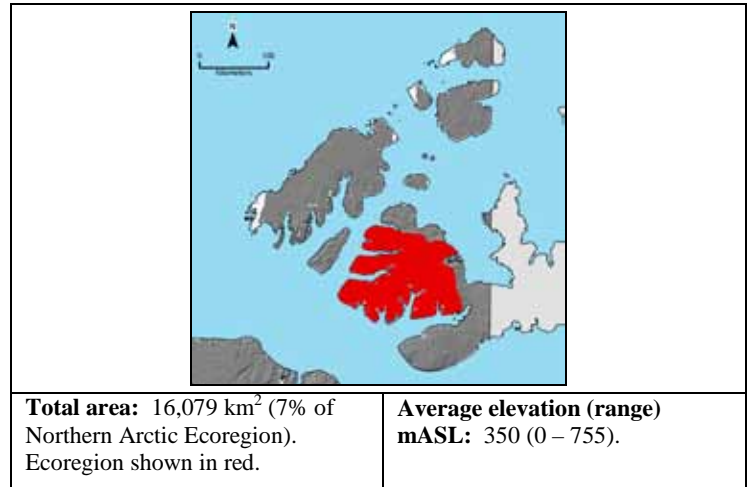 N
Total area: 16,079 km² (7% of
Northern Arctic Ecoregion).
Ecoregion shown in red.
Average elevation (range)
mASL: 350 (0 – 755).